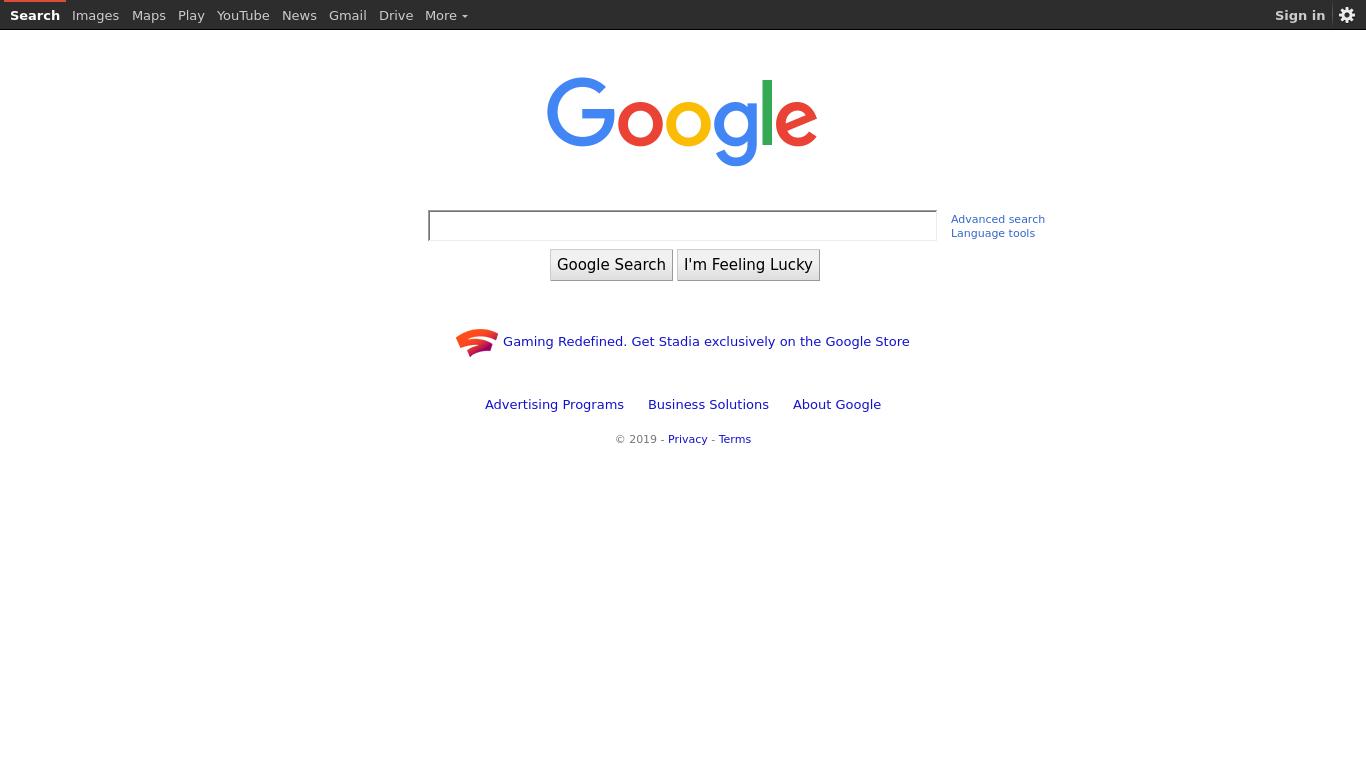 Search Images Maps Play YouTube News Gmail Drive More Sign in
Google
Advanced search
Language tools
Google Search I'm Feeling Lucky
Gaming Redefined. Get Stadia exclusively on the Google Store
Advertising Programs Business Solutions About Google
© 2019 - Privacy - Terms